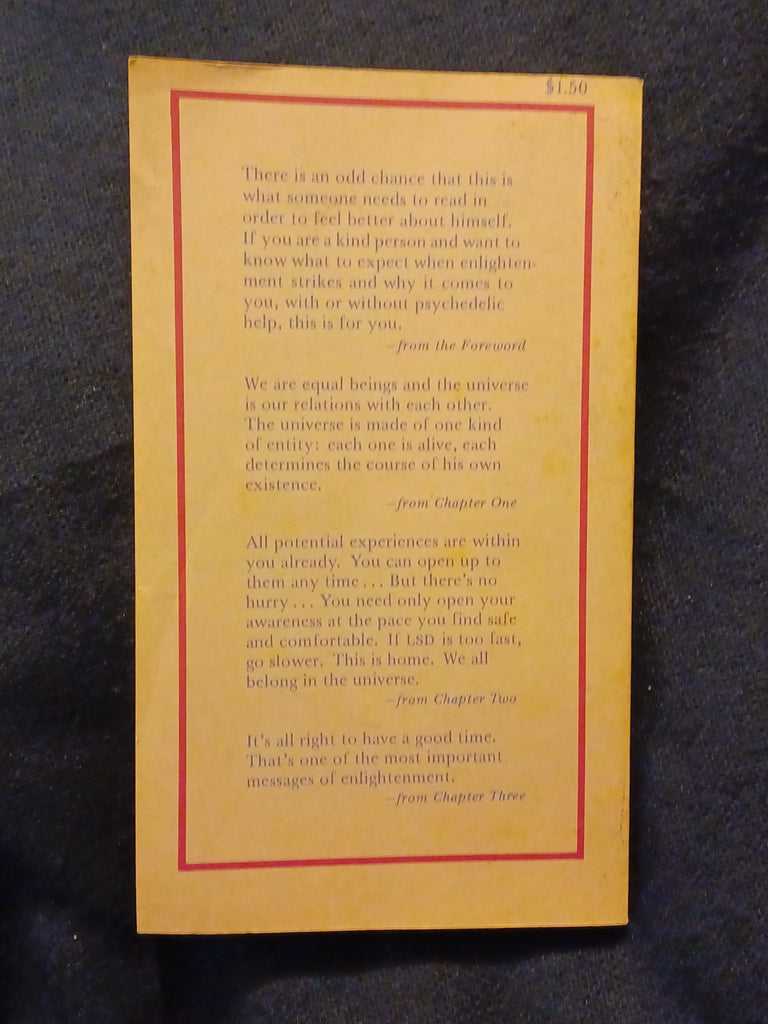 $1.50
There is an odd chance that this is
what someone needs to read in
order to feel better about himself.
If you are a kind person and want to
know what to expect when enlighten-
ment strikes and why it comes to
you, with or without psychedelic
help, this is for you.
–from the Foreword
We are equal beings and the universe
is our relations with each other.
The universe is made of one kind
of entity: each one is alive, each
determines the course of his own
existence.
–from Chapter One
All potential experiences are within
you already. You can open up to
them any time... But there's no
hurry... You need only open your
awareness at the pace you find safe
and comfortable. If LSD is too fast,
go slower. This is home. We all
belong in the universe.
–from Chapter Two
It's all right to have a good time.
That's one of the most important
messages of enlightenment.
–from Chapter Three